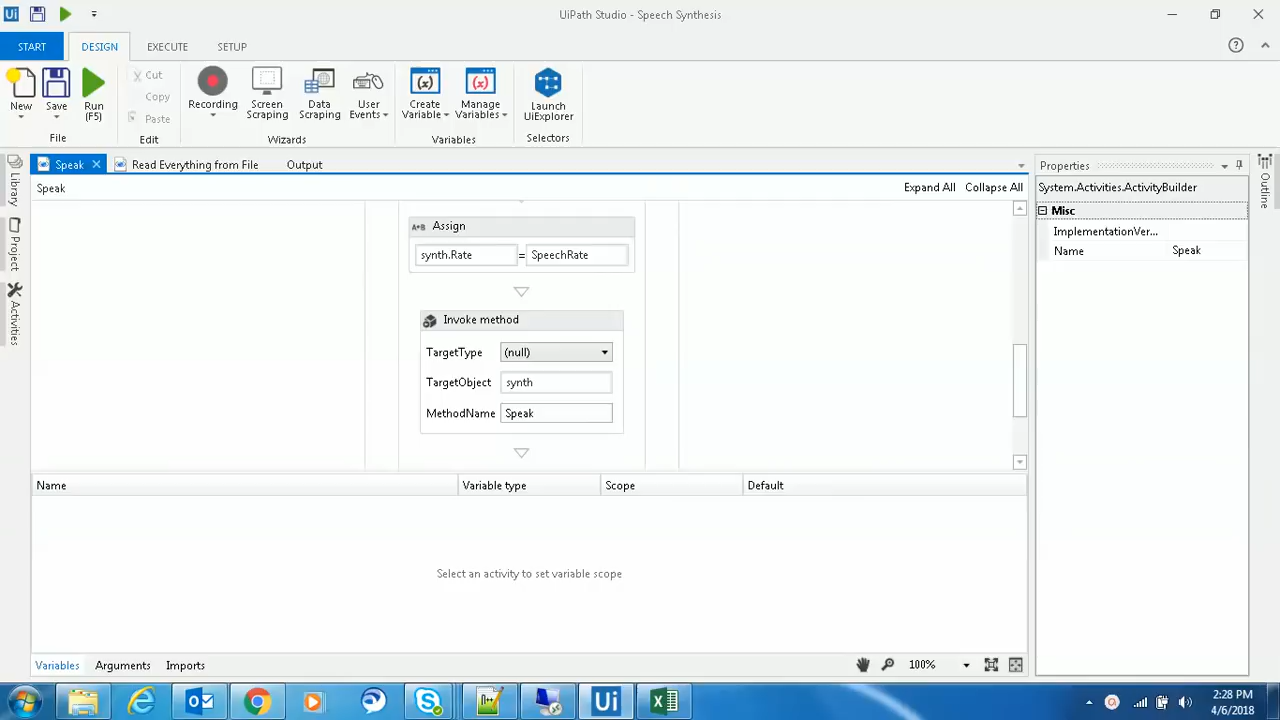 Ui
UiPath Studio - Speech Synthesis
START
DESIGN
EXECUTE
SETUP
New
Save
Run
(F5)
File
Cut
Copy
Paste
Edit
Recording
Screen
Scraping
Data
Scraping
User
Events
Wizards
(x)
Create
Variable
(x)
Manage
Variables
Variables
Launch
UiExplorer
Selectors
Library
Project
Activities
Speak
Read Everything from File
Output
Speak
Expand All
Collapse All
A+B Assign
synth.Rate = SpeechRate
Invoke method
TargetType (null)
TargetObject synth
MethodName Speak
Name Variable type Scope Default
Select an activity to set variable scope
Variables Arguments Imports
100%
Properties
System.Activities.ActivityBuilder
Misc
ImplementationVer...
Name Speak
Outline
Ui
2:28 PM
4/6/2018